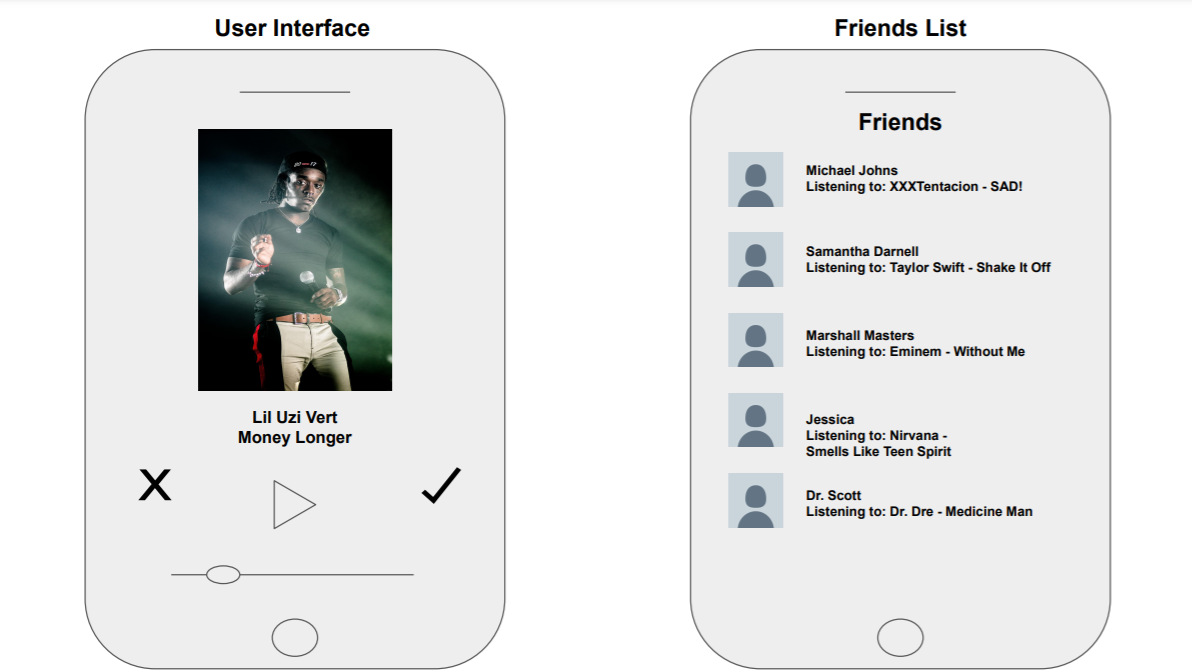 User Interface
Lil Uzi Vert
Money Longer
X
Friends List
Friends
Michael Johns
Listening to: XXXTentacion - SAD!
Samantha Darnell
Listening to: Taylor Swift - Shake It Off
Marshall Masters
Listening to: Eminem - Without Me
Jessica
Listening to: Nirvana -
Smells Like Teen Spirit
Dr. Scott
Listening to: Dr. Dre - Medicine Man